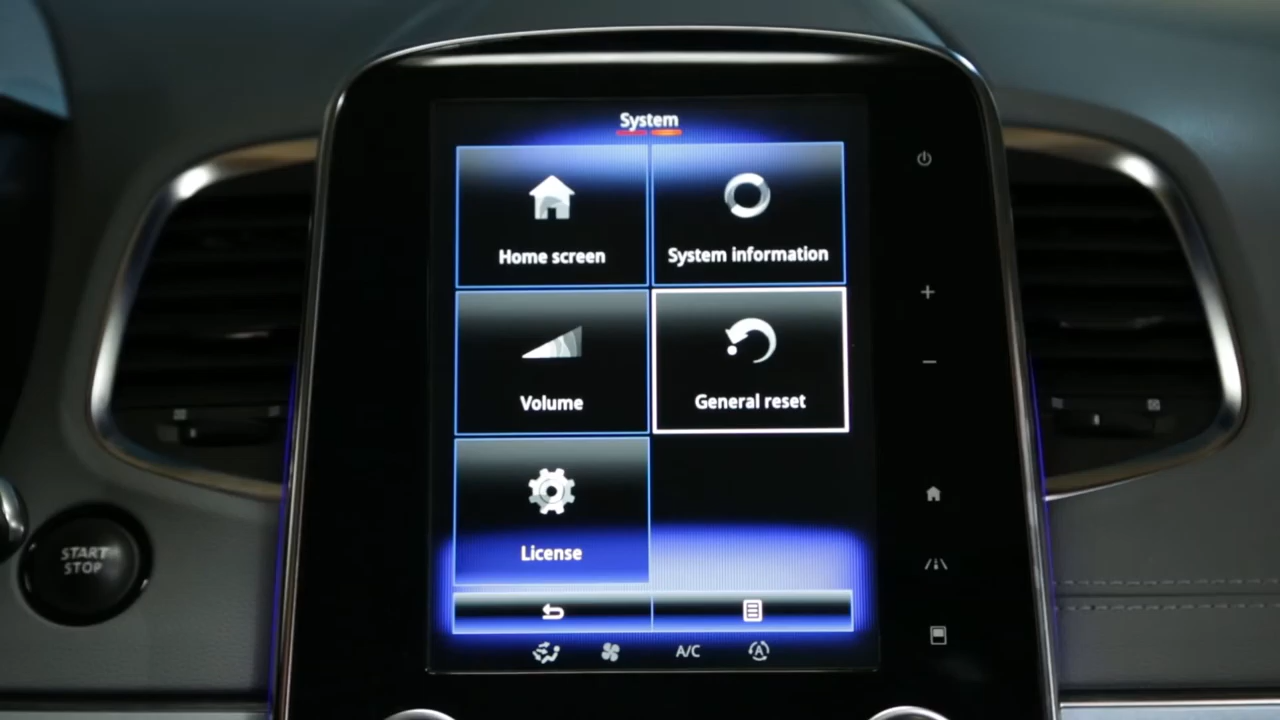 System
Home screen
System information
Volume
General reset
License
A/C
A
START
STOP